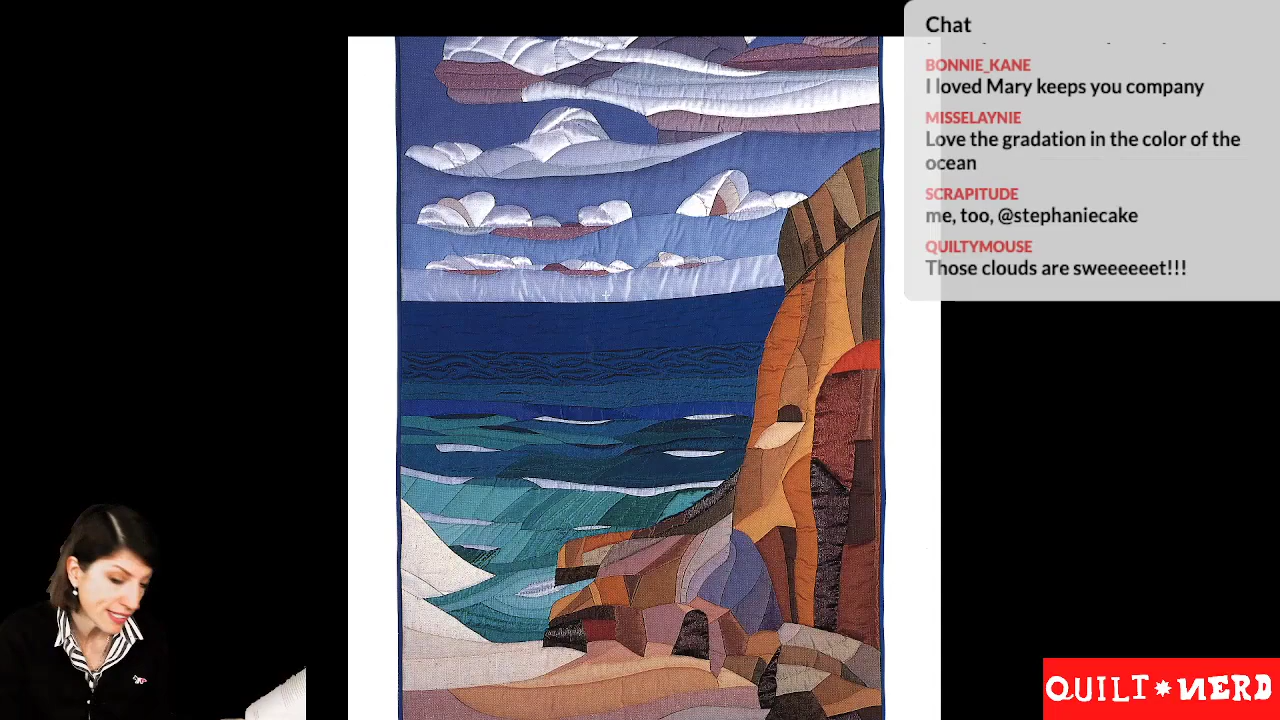 Chat
BONNIE_KANE
I loved Mary keeps you company
MISSELAYNIE
Love the gradation in the color of the
ocean
SCRAPITUDE
me, too, @stephaniecake
QUILTYMOUSE
Those clouds are sweeeeeet!!!
QUILT NERD